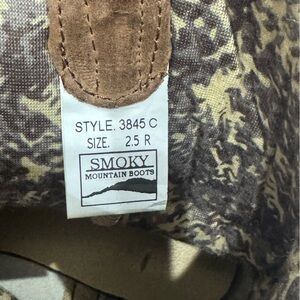 STYLE. 3845 C
SIZE. 2.5 R
SMOKY
MOUNTAIN BOOTS